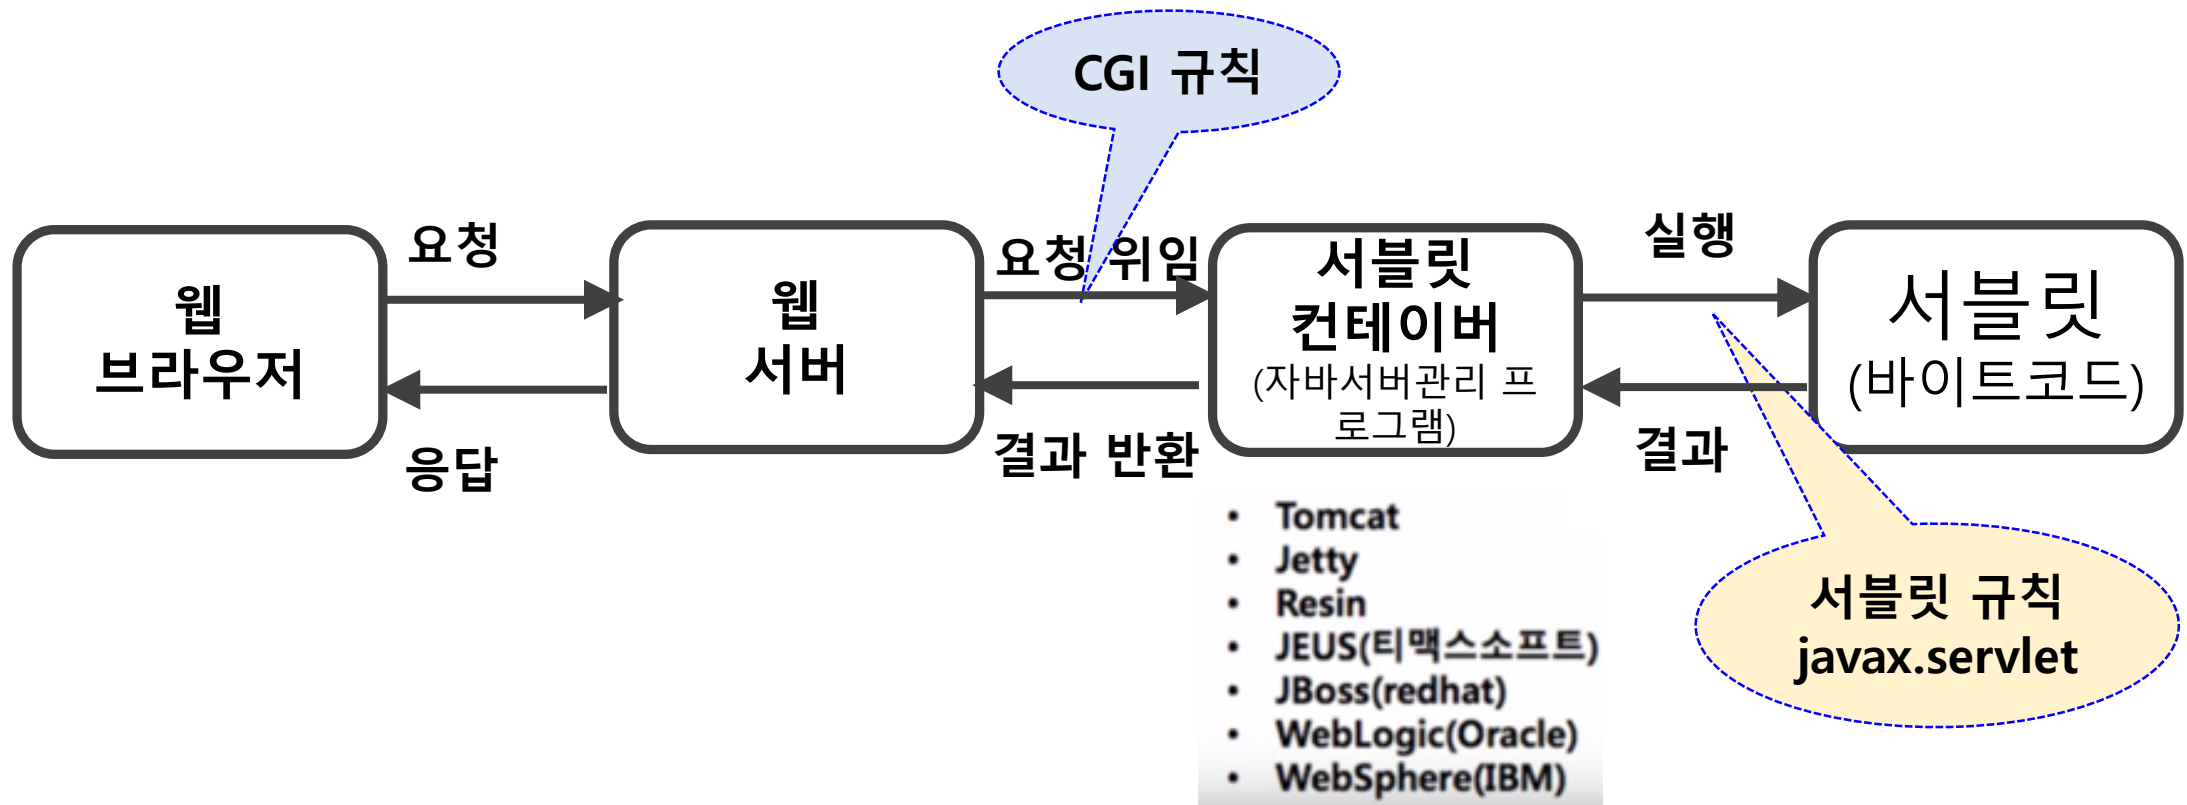 CGI 규칙
요청
웹
브라우저
응답
웹
서버
요청 위임
결과 반환
서블릿
컨테이버
(자바서버관리 프
로그램)
실행
결과
서블릿
(바이트코드)
• Tomcat
• Jetty
• Resin
• JEUS(티맥스소프트)
• JBoss(redhat)
• WebLogic(Oracle)
• WebSphere(IBM)
서블릿 규칙
javax.servlet